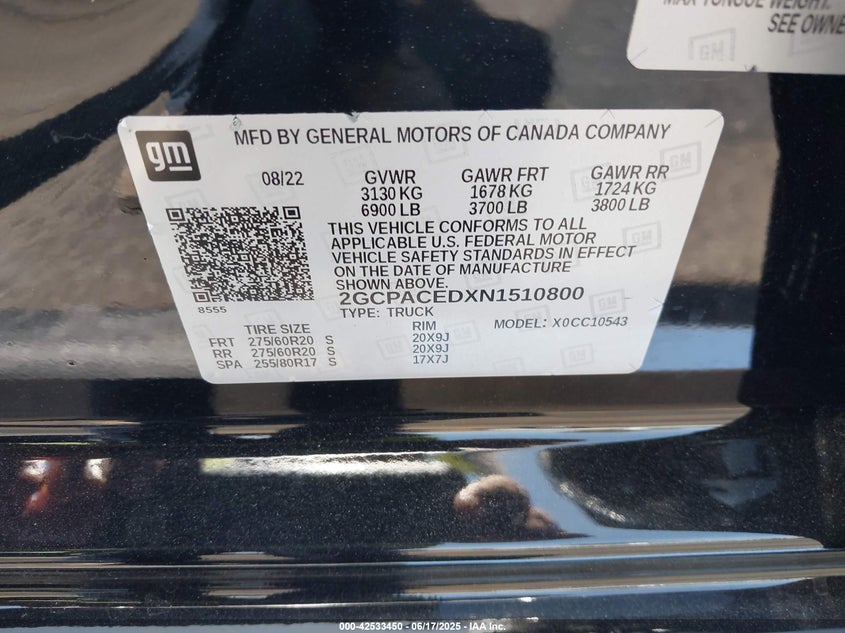 MAX TONGUE WEIGHT:
SEE OWNE
GM
gm
MFD BY GENERAL MOTORS OF CANADA COMPANY
08/22 GVWR GAWR FRT GAWR RR
3130 KG 1678 KG 1724 KG
6900 LB 3700 LB 3800 LB
THIS VEHICLE CONFORMS TO ALL
APPLICABLE U.S. FEDERAL MOTOR
VEHICLE SAFETY STANDARDS IN EFFECT
ON THE DATE OF MANUFACTURE
SHOWN ABOVE.
8555
2GCPACEDXN1510800
TYPE: TRUCK MODEL: X0CC10543
TIRE SIZE RIM
FRT 275/60R20 S 20X9J
RR 275/60R20 S 20X9J
SPA 255/80R17 S 17X7J
000-42533450 - 06/17/2025 - IAA Inc.